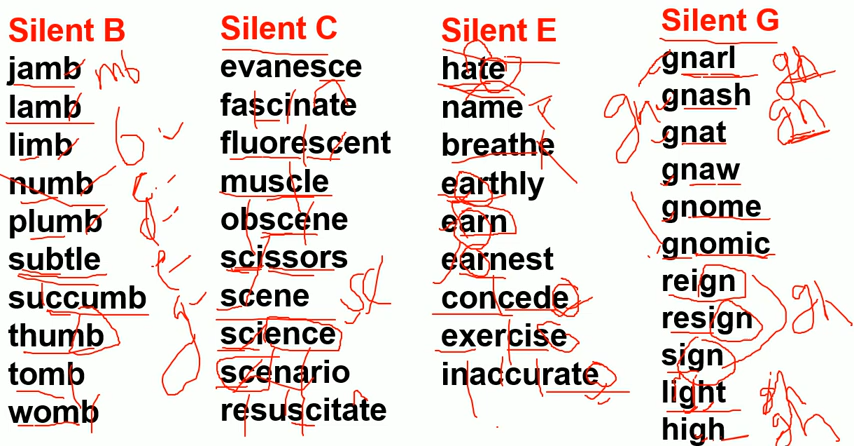 Silent B
jamb
lamb
limb
numb
plumb
subtle
succumb
thumb
tomb
womb
mb
b
Silent C
evanesce
fascinate
fluorescent
muscle
obscene
scissors
scene
science
scenario
resuscitate
Silent E
hate
name
breathe
earthly
earn
earnest
concede
exercise
inaccurate
Silent G
gnarl
gnash
gnat
gnaw
gnome
gnomic
reign
resign
sign
light
high
gn